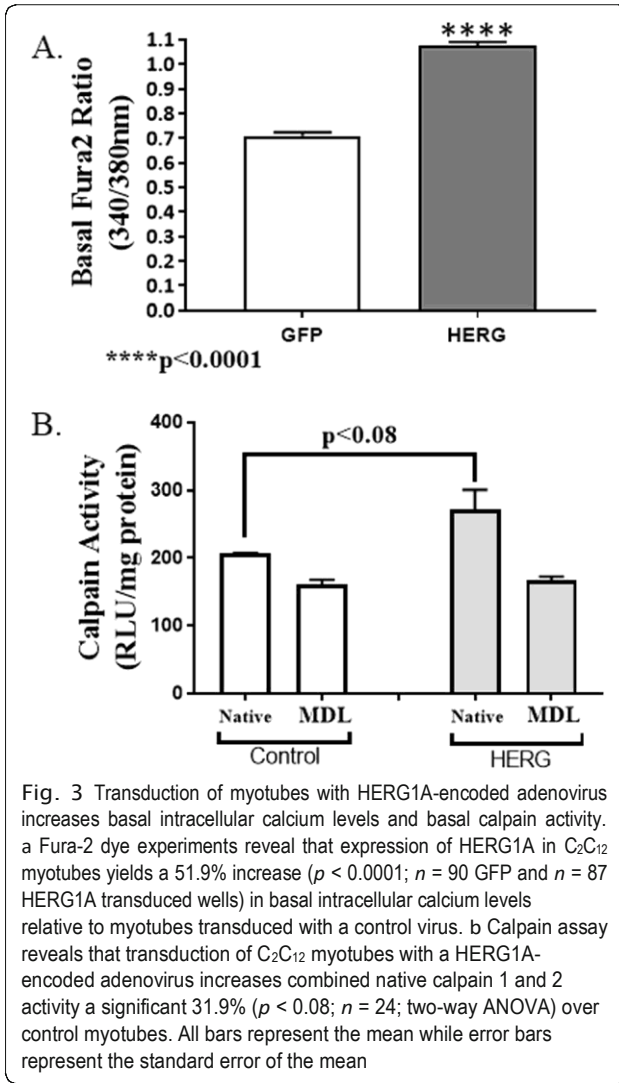 A.
Basal Fura2 Ratio
(340/380nm)
1.1
1.0
0.9
0.8
0.7
0.6
0.5
0.4
0.3
0.2
0.1
0.0
****
GFP
HERG
****p<0.0001
B.
Calpain Activity
(RLU/mg protein)
400
300
200
100
0
p<0.08
Native
MDL
Native
MDL
Control
HERG
Fig. 3 Transduction of myotubes with HERG1A-encoded adenovirus
increases basal intracellular calcium levels and basal calpain activity.
a Fura-2 dye experiments reveal that expression of HERG1A in C₂C₁₂
myotubes yields a 51.9% increase (p < 0.0001; n = 90 GFP and n = 87
HERG1A transduced wells) in basal intracellular calcium levels
relative to myotubes transduced with a control virus. b Calpain assay
reveals that transduction of C₂C₁₂ myotubes with a HERG1A-
encoded adenovirus increases combined native calpain 1 and 2
activity a significant 31.9% (p < 0.08; n = 24; two-way ANOVA) over
control myotubes. All bars represent the mean while error bars
represent the standard error of the mean